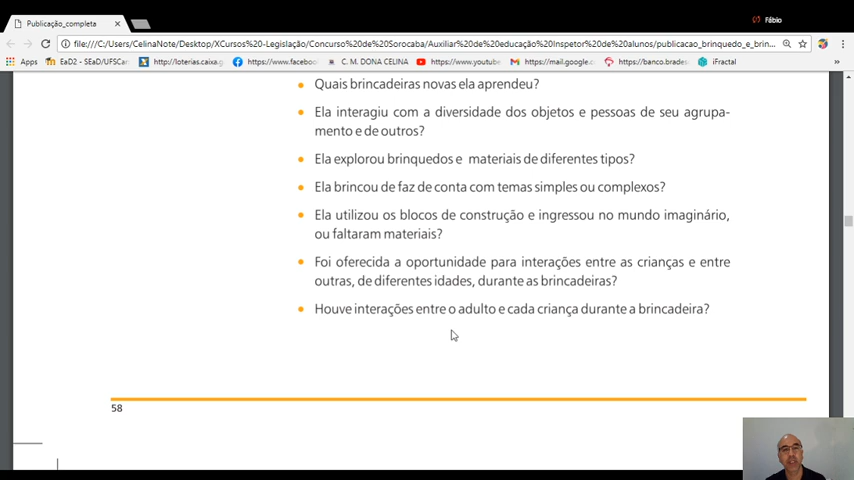 Publicação_completa
Fábio
file:///C:/Users/CelinaNote/Desktop/XCursos%20-Legislação/Concurso%20de%20Sorocaba/Auxiliar%20de%20educação%20Inspetor%20de%20alunos/publicacao_brinquedo_e_brin...
Apps EaD2 - SEaD/UFSCar http://loterias.caixa.g https://www.faceboo C. M. DONA CELINA https://www.youtube https://mail.google.c https://banco.brades iFractal »
Quais brincadeiras novas ela aprendeu?
Ela interagiu com a diversidade dos objetos e pessoas de seu agrupa-
mento e de outros?
Ela explorou brinquedos e materiais de diferentes tipos?
Ela brincou de faz de conta com temas simples ou complexos?
Ela utilizou os blocos de construção e ingressou no mundo imaginário,
ou faltaram materiais?
Foi oferecida a oportunidade para interações entre as crianças e entre
outras, de diferentes idades, durante as brincadeiras?
Houve interações entre o adulto e cada criança durante a brincadeira?
58